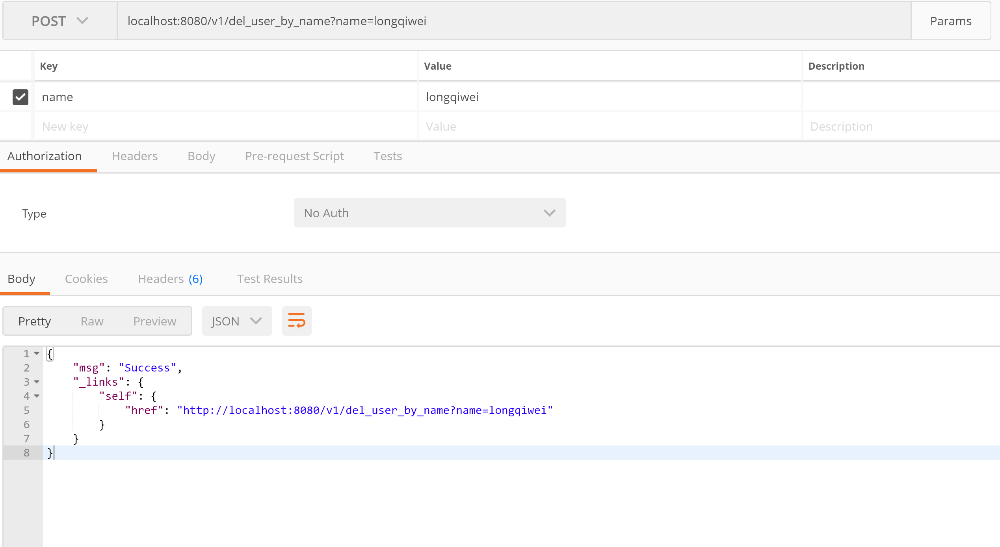 POST localhost:8080/v1/del_user_by_name?name=longqiwei Params
Key Value Description
name longqiwei
New key Value Description
Authorization Headers Body Pre-request Script Tests
Type No Auth
Body Cookies Headers (6) Test Results
Pretty Raw Preview JSON
1 {
2 "msg": "Success",
3 "_links": {
4 "self": {
5 "href": "http://localhost:8080/v1/del_user_by_name?name=longqiwei"
6 }
7 }
8 }